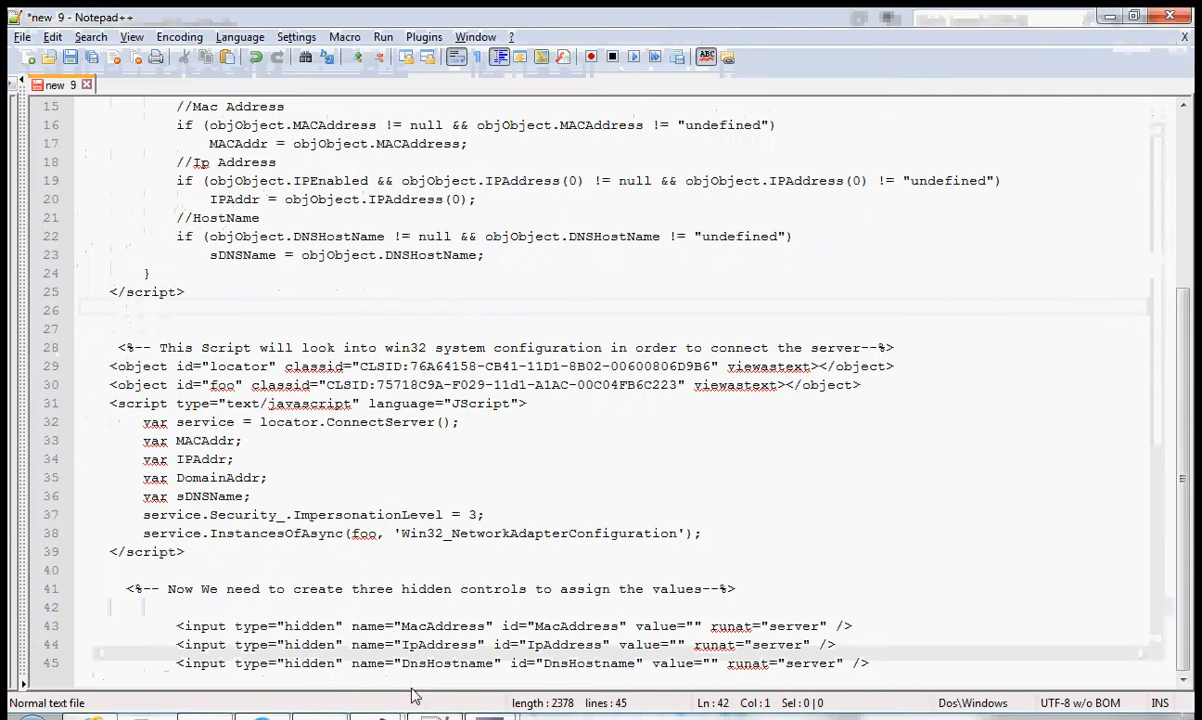 *new 9 - Notepad++
File Edit Search View Encoding Language Settings Macro Run Plugins Window ? X
new 9
15 //Mac Address
16 if (objObject.MACAddress != null && objObject.MACAddress != "undefined")
17 MACAddr = objObject.MACAddress;
18 //Ip Address
19 if (objObject.IPEnabled && objObject.IPAddress(0) != null && objObject.IPAddress(0) != "undefined")
20 IPAddr = objObject.IPAddress(0);
21 //HostName
22 if (objObject.DNSHostName != null && objObject.DNSHostName != "undefined")
23 sDNSName = objObject.DNSHostName;
24 }
25 </script>
26
27
28 <%-- This Script will look into win32 system configuration in order to connect the server--%>
29 <object id="locator" classid="CLSID:76A64158-CB41-11D1-8B02-00600806D9B6" viewastext></object>
30 <object id="foo" classid="CLSID:75718C9A-F029-11d1-A1AC-00C04FB6C223" viewastext></object>
31 <script type="text/javascript" language="JScript">
32 var service = locator.ConnectServer();
33 var MACAddr;
34 var IPAddr;
35 var DomainAddr;
36 var sDNSName;
37 service.Security_.ImpersonationLevel = 3;
38 service.InstancesOfAsync(foo, 'Win32_NetworkAdapterConfiguration');
39 </script>
40
41 <%-- Now We need to create three hidden controls to assign the values--%>
42
43 <input type="hidden" name="MacAddress" id="MacAddress" value="" runat="server" />
44 <input type="hidden" name="IpAddress" id="IpAddress" value="" runat="server" />
45 <input type="hidden" name="DnsHostname" id="DnsHostname" value="" runat="server" />
Normal text file length : 2378 lines : 45 Ln : 42 Col : 1 Sel : 0 | 0 Dos\Windows UTF-8 w/o BOM INS